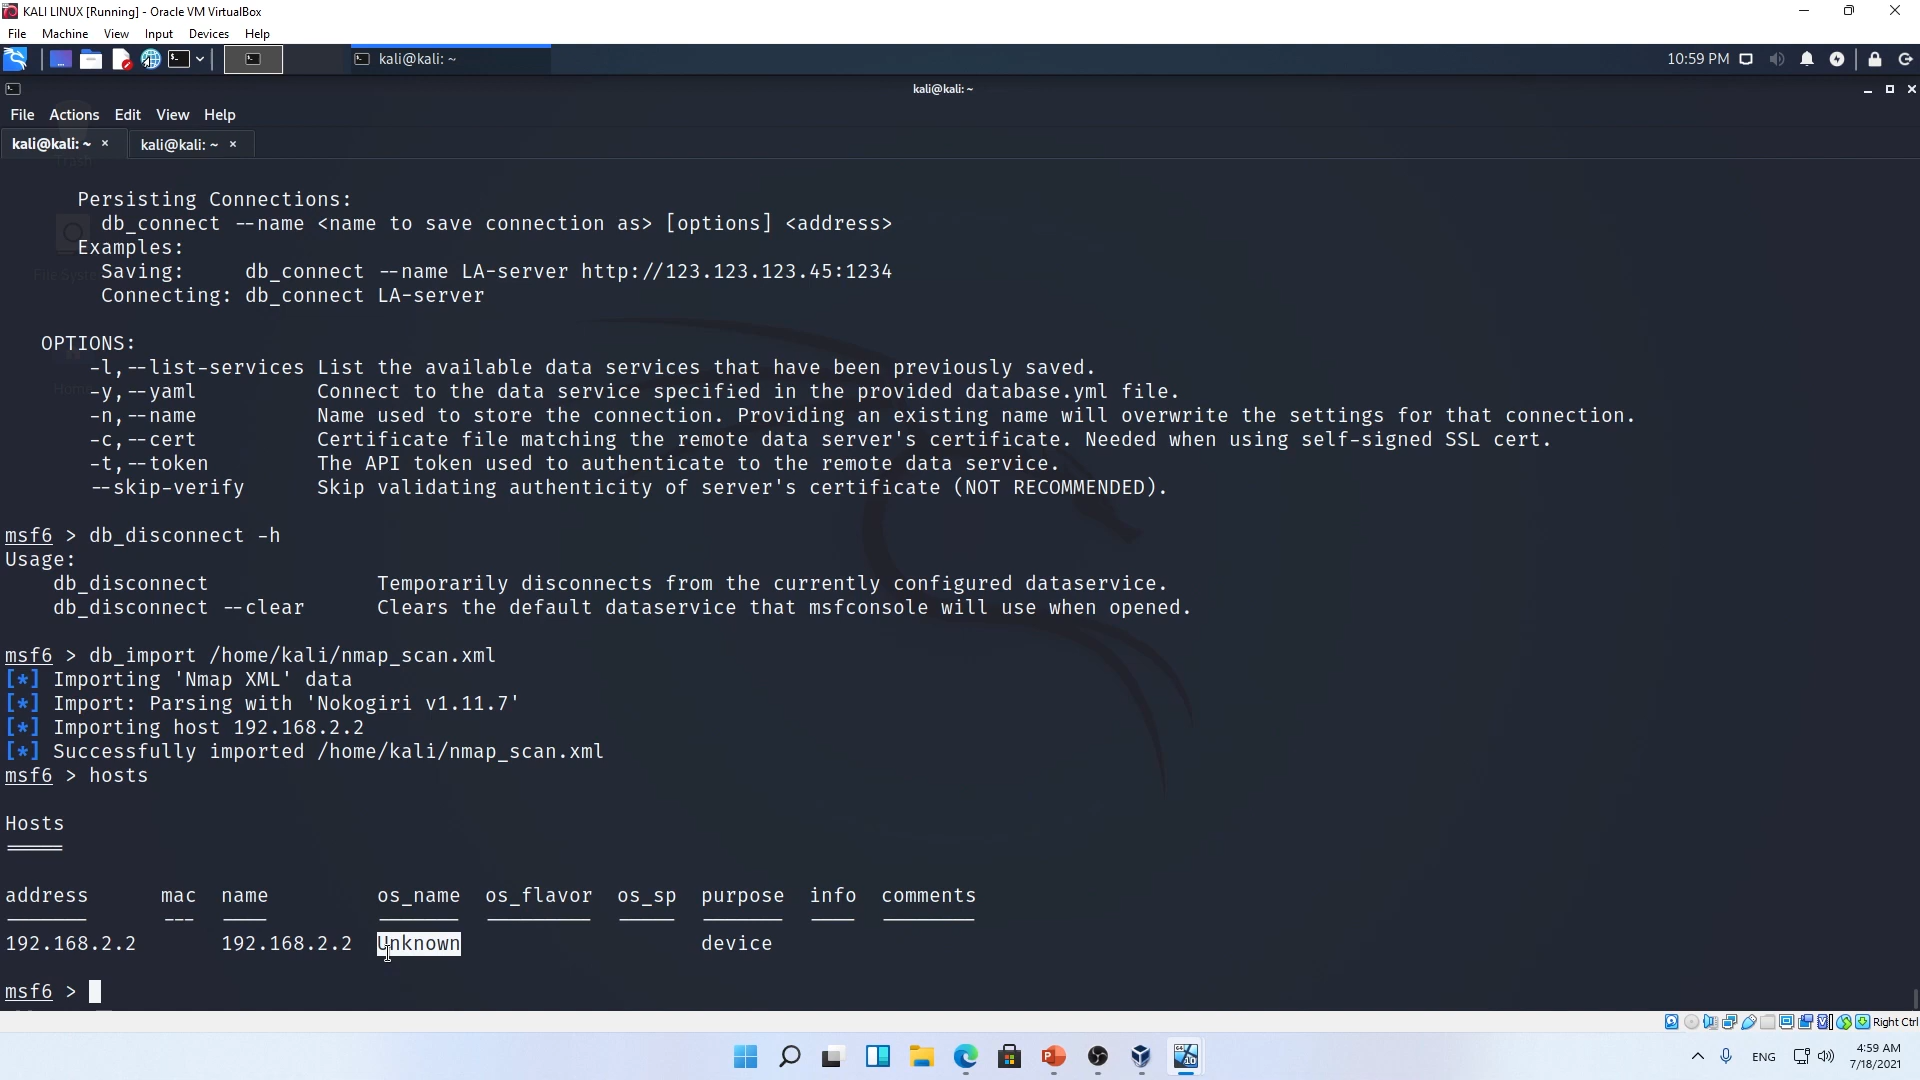 KALI LINUX [Running] - Oracle VM VirtualBox
File Machine View Input Devices Help
kali@kali: ~
10:59 PM
kali@kali: ~
File Actions Edit View Help
kali@kali: ~ × kali@kali: ~ ×
Trash
Persisting Connections:
db_connect --name <name to save connection as> [options] <address>
Examples:
File System
Saving: db_connect --name LA-server http://123.123.123.45:1234
Connecting: db_connect LA-server
OPTIONS:
-l,--list-services List the available data services that have been previously saved.
Home
-y,--yaml Connect to the data service specified in the provided database.yml file.
-n,--name Name used to store the connection. Providing an existing name will overwrite the settings for that connection.
-c,--cert Certificate file matching the remote data server's certificate. Needed when using self-signed SSL cert.
-t,--token The API token used to authenticate to the remote data service.
--skip-verify Skip validating authenticity of server's certificate (NOT RECOMMENDED).
msf6 > db_disconnect -h
Usage:
db_disconnect Temporarily disconnects from the currently configured dataservice.
db_disconnect --clear Clears the default dataservice that msfconsole will use when opened.
msf6 > db_import /home/kali/nmap_scan.xml
[*] Importing 'Nmap XML' data
[*] Import: Parsing with 'Nokogiri v1.11.7'
[*] Importing host 192.168.2.2
[*] Successfully imported /home/kali/nmap_scan.xml
msf6 > hosts
Hosts
=====
address mac name os_name os_flavor os_sp purpose info comments
------- --- ---- ------- --------- ----- ------- ---- --------
192.168.2.2 192.168.2.2 Unknown device
msf6 >
Right Ctrl
ENG
4:59 AM
7/18/2021